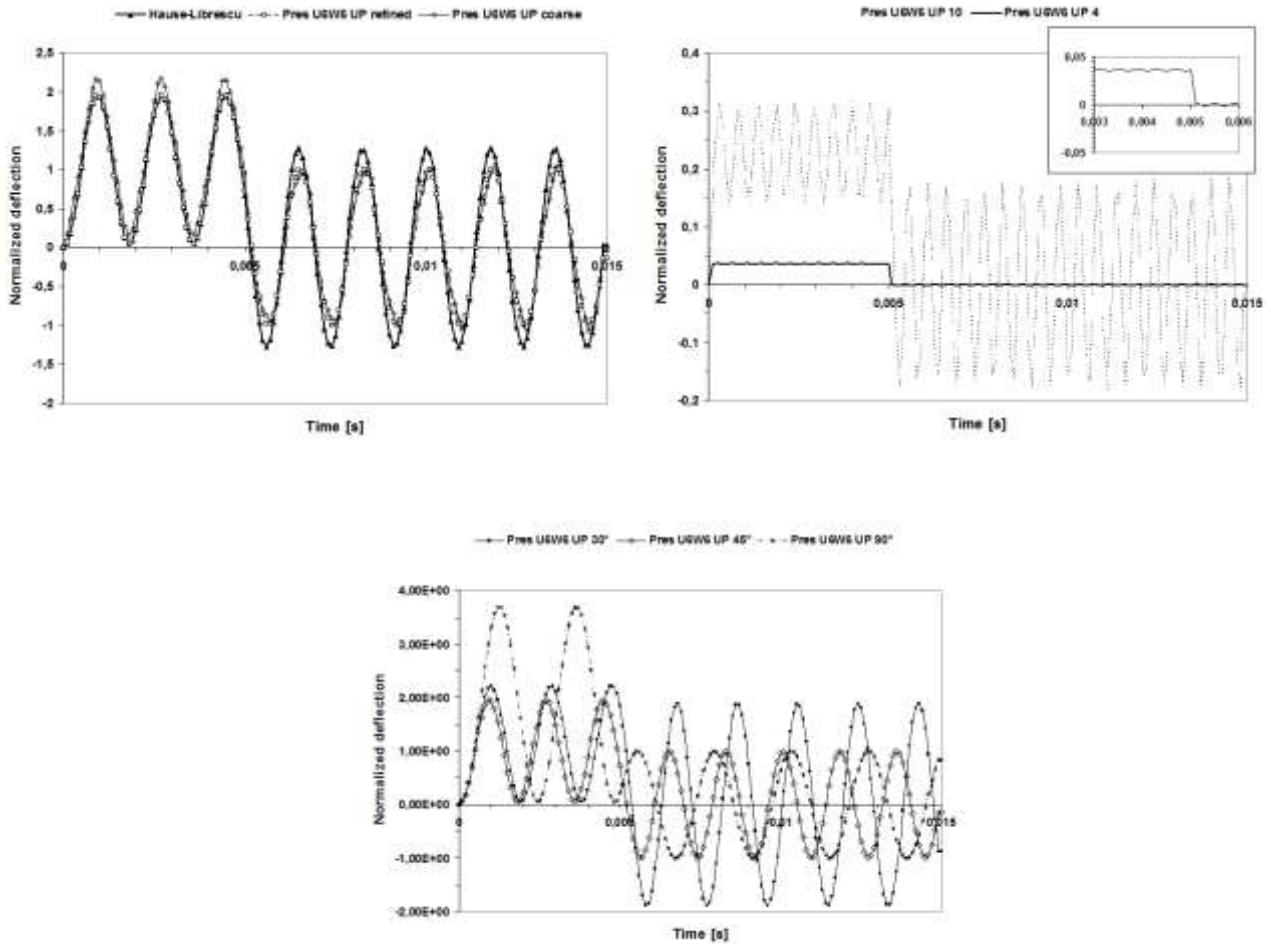 Hause-Librescu Pres U6W6 UP refined Pres U6W6 UP coarse
2,5
2
1,5
1
0,5
0
-0,5
-1
-1,5
-2
0
0,005
0,01
0,015
Normalized deflection
Time [s]
Pres U6W6 UP 10 Pres U6W6 UP 4
0,4
0,3
0,2
0,1
0
-0,1
-0,2
0
0,005
0,01
0,015
Normalized deflection
Time [s]
0,05
0
-0,05
0,003
0,004
0,005
0,006
Pres U6W6 UP 30° Pres U6W6 UP 45° Pres U6W6 UP 90°
4,00E+00
3,00E+00
2,00E+00
1,00E+00
0,00E+00
-1,00E+00
-2,00E+00
0
0,005
0,01
0,015
Normalized deflection
Time [s]